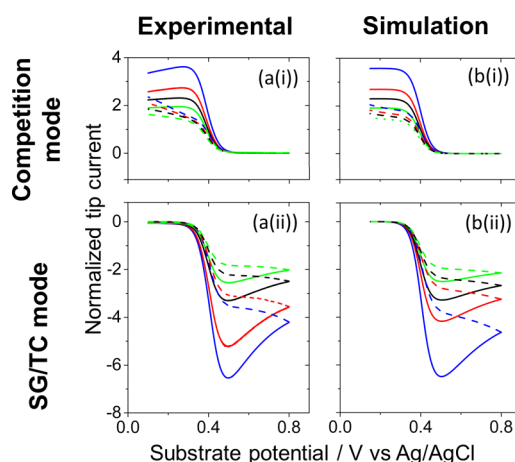 Experimental
Simulation
Competition mode
SG/TC mode
Normalized tip current
(a(i))
(b(i))
4
2
0
(a(ii))
(b(ii))
0
-2
-4
-6
-8
0.0 0.4 0.8 0.0 0.4 0.8
Substrate potential / V vs Ag/AgCl